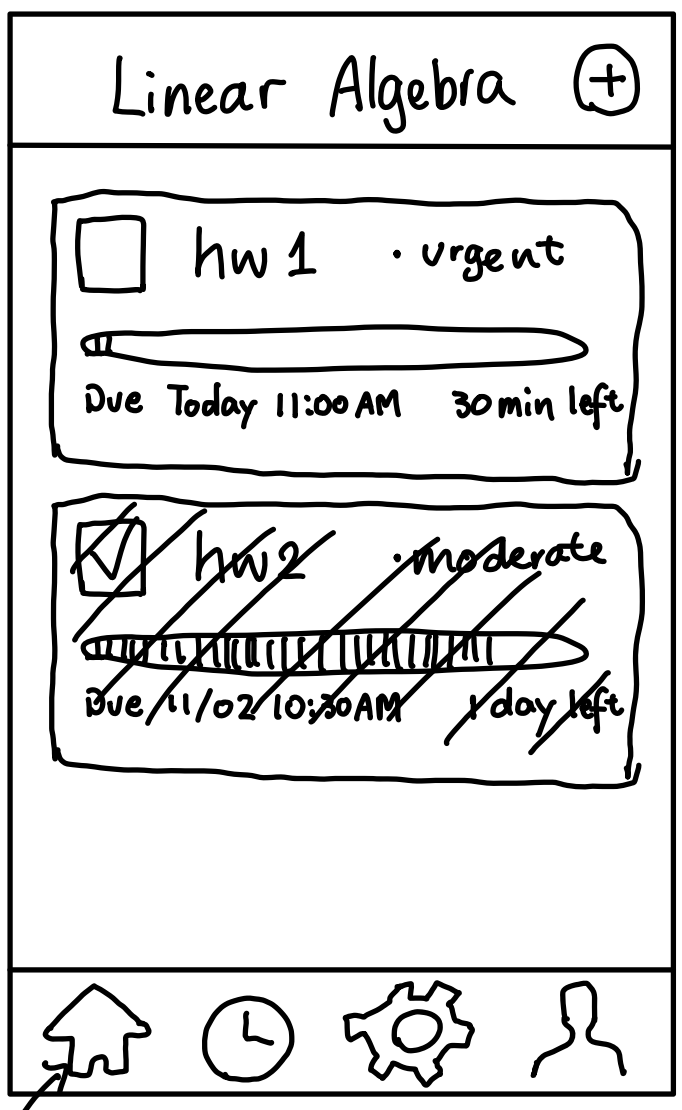 Linear Algebra +
hw 1 · urgent
Due Today 11:00 AM 30 min left
hw 2 · moderate
Due 11/02 10:30 AM 1 day left